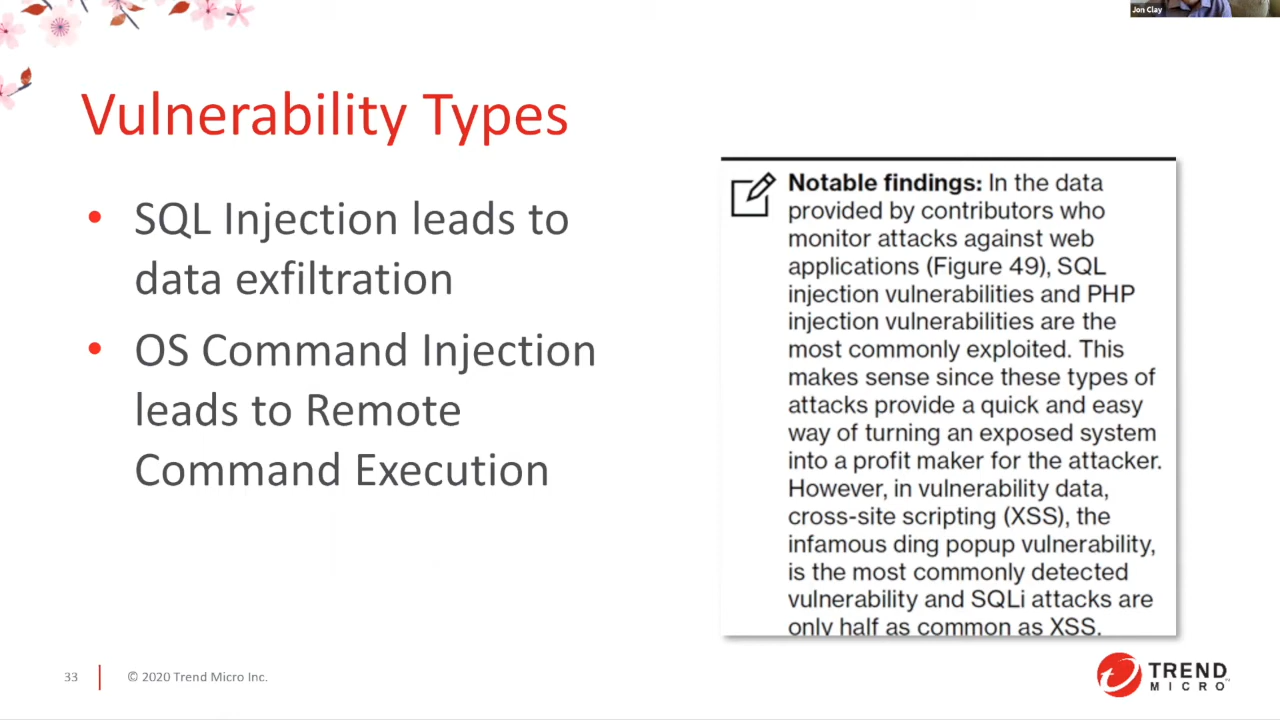 Jon Clay
Vulnerability Types
• SQL Injection leads to
data exfiltration
• OS Command Injection
leads to Remote
Command Execution
Notable findings: In the data
provided by contributors who
monitor attacks against web
applications (Figure 49), SQL
injection vulnerabilities and PHP
injection vulnerabilities are the
most commonly exploited. This
makes sense since these types of
attacks provide a quick and easy
way of turning an exposed system
into a profit maker for the attacker.
However, in vulnerability data,
cross-site scripting (XSS), the
infamous ding popup vulnerability,
is the most commonly detected
vulnerability and SQLi attacks are
only half as common as XSS.
33
© 2020 Trend Micro Inc.
TREND
MICRO™